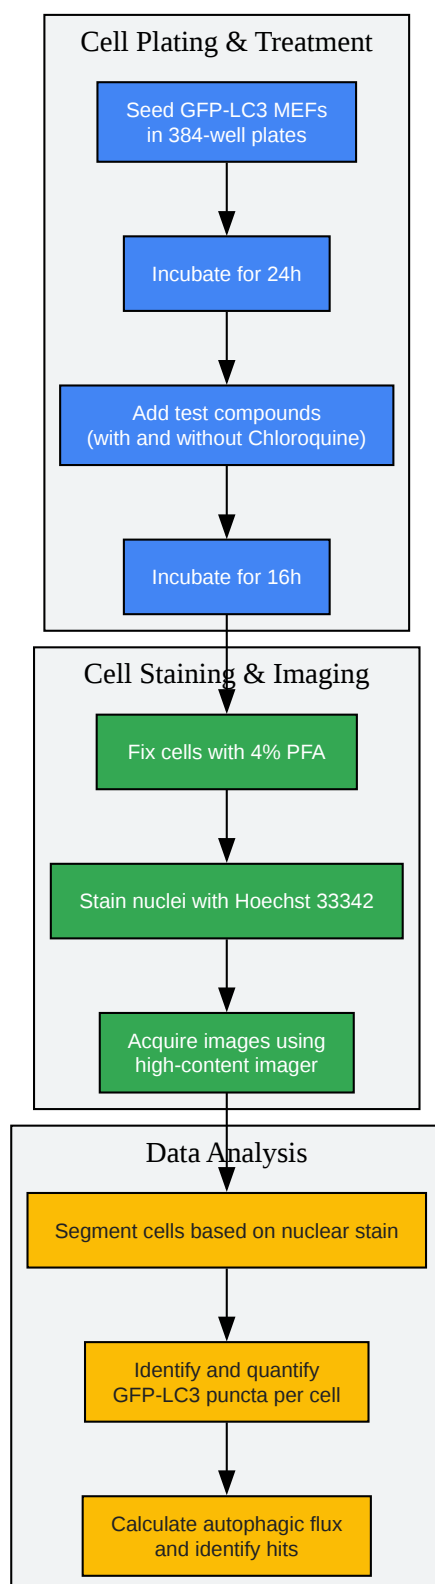 Cell Plating & Treatment
Seed GFP-LC3 MEFs
in 384-well plates
Incubate for 24h
Add test compounds
(with and without Chloroquine)
Incubate for 16h
Cell Staining & Imaging
Fix cells with 4% PFA
Stain nuclei with Hoechst 33342
Acquire images using
high-content imager
Data Analysis
Segment cells based on nuclear stain
Identify and quantify
GFP-LC3 puncta per cell
Calculate autophagic flux
and identify hits